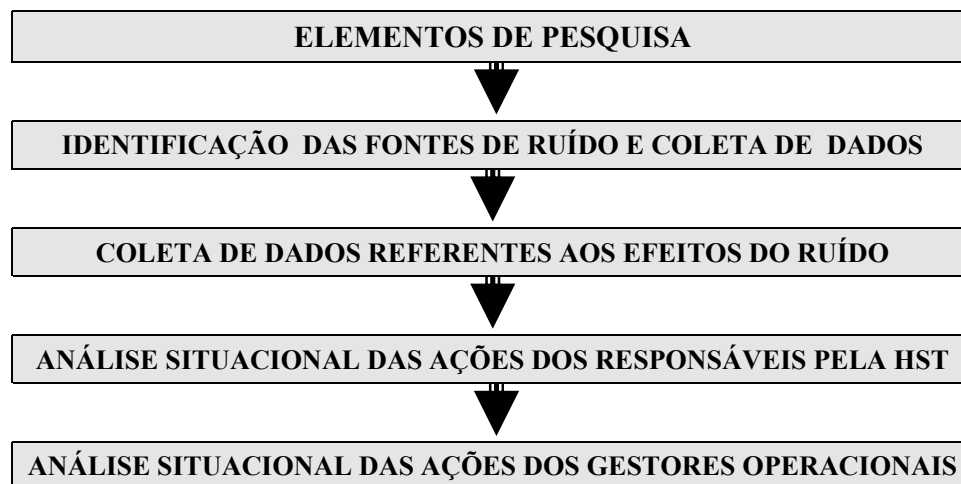 ELEMENTOS DE PESQUISA
IDENTIFICAÇÃO DAS FONTES DE RUÍDO E COLETA DE DADOS
COLETA DE DADOS REFERENTES AOS EFEITOS DO RUÍDO
ANÁLISE SITUACIONAL DAS AÇÕES DOS RESPONSÁVEIS PELA HST
ANÁLISE SITUACIONAL DAS AÇÕES DOS GESTORES OPERACIONAIS